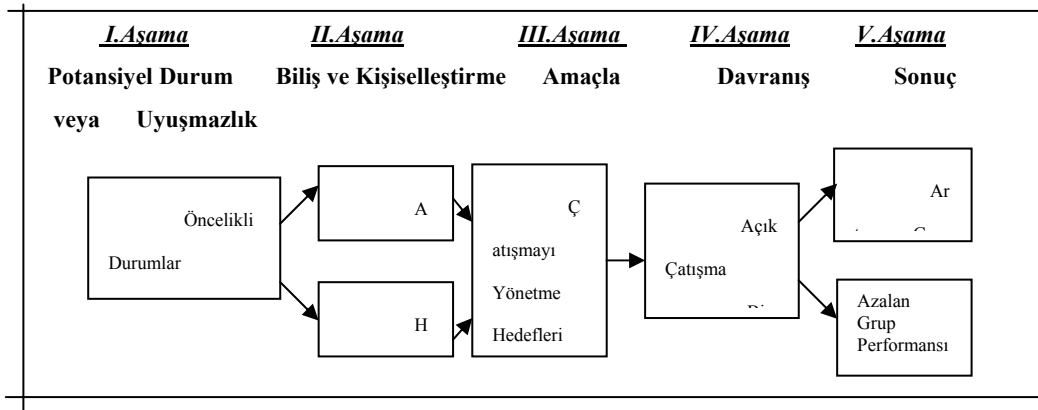 I.Aşama II.Aşama III.Aşama IV.Aşama V.Aşama
Potansiyel Durum Biliş ve Kişiselleştirme Amaçla Davranış Sonuç
veya Uyuşmazlık
Öncelikli
Durumlar
A
H
Ç
atışmayı
Yönetme
Hedefleri
Açık
Çatışma
Ar
Azalan
Grup
Performansı